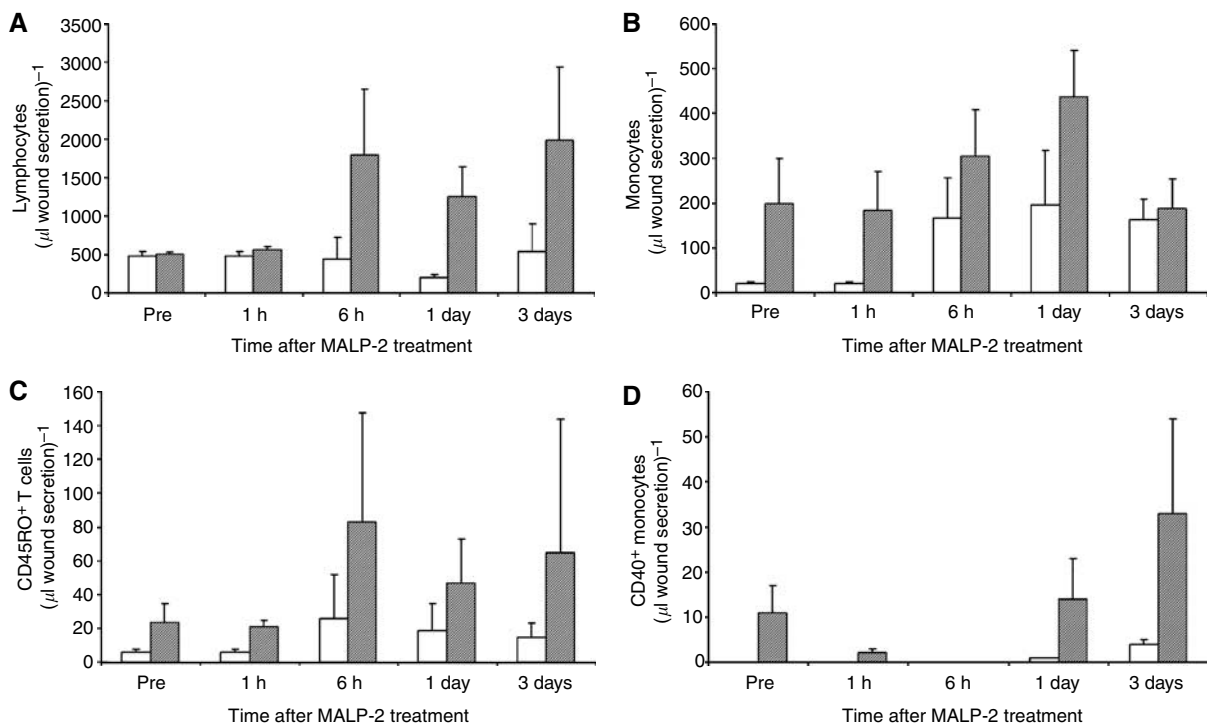 A
Lymphocytes
(μl wound secretion)⁻¹
3500
3000
2500
2000
1500
1000
500
0
Pre 1 h 6 h 1 day 3 days
Time after MALP-2 treatment
B
Monocytes
(μl wound secretion)⁻¹
600
500
400
300
200
100
0
Pre 1 h 6 h 1 day 3 days
Time after MALP-2 treatment
C
CD45RO⁺ T cells
(μl wound secretion)⁻¹
160
140
120
100
80
60
40
20
0
Pre 1 h 6 h 1 day 3 days
Time after MALP-2 treatment
D
CD40⁺ monocytes
(μl wound secretion)⁻¹
60
50
40
30
20
10
0
Pre 1 h 6 h 1 day 3 days
Time after MALP-2 treatment